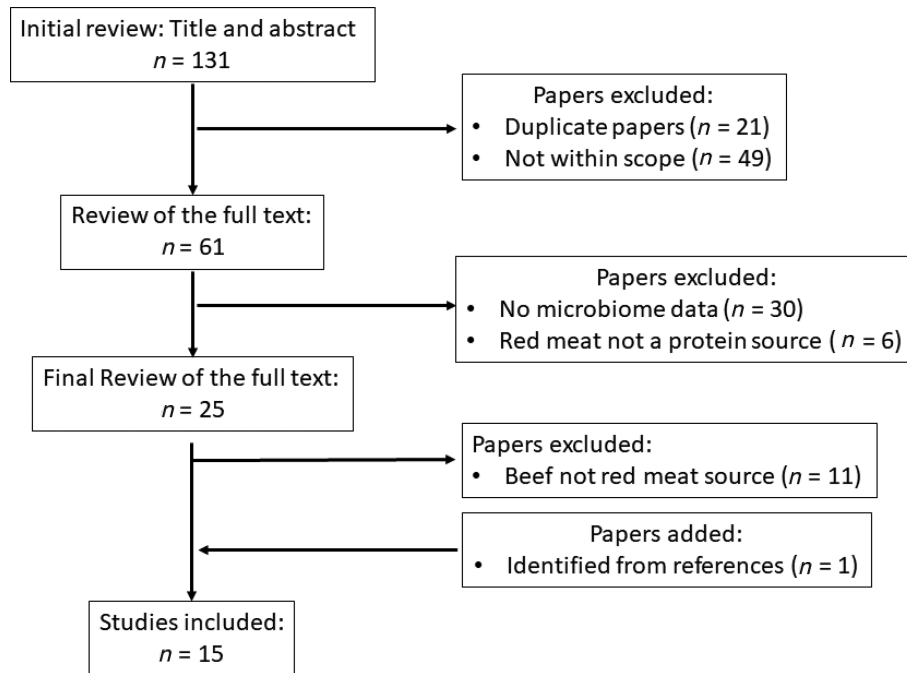 Initial review: Title and abstract
n = 131
Papers excluded:
• Duplicate papers (n = 21)
• Not within scope (n = 49)
Review of the full text:
n = 61
Papers excluded:
• No microbiome data (n = 30)
• Red meat not a protein source ( n = 6)
Final Review of the full text:
n = 25
Papers excluded:
• Beef not red meat source (n = 11)
Papers added:
• Identified from references (n = 1)
Studies included:
n = 15